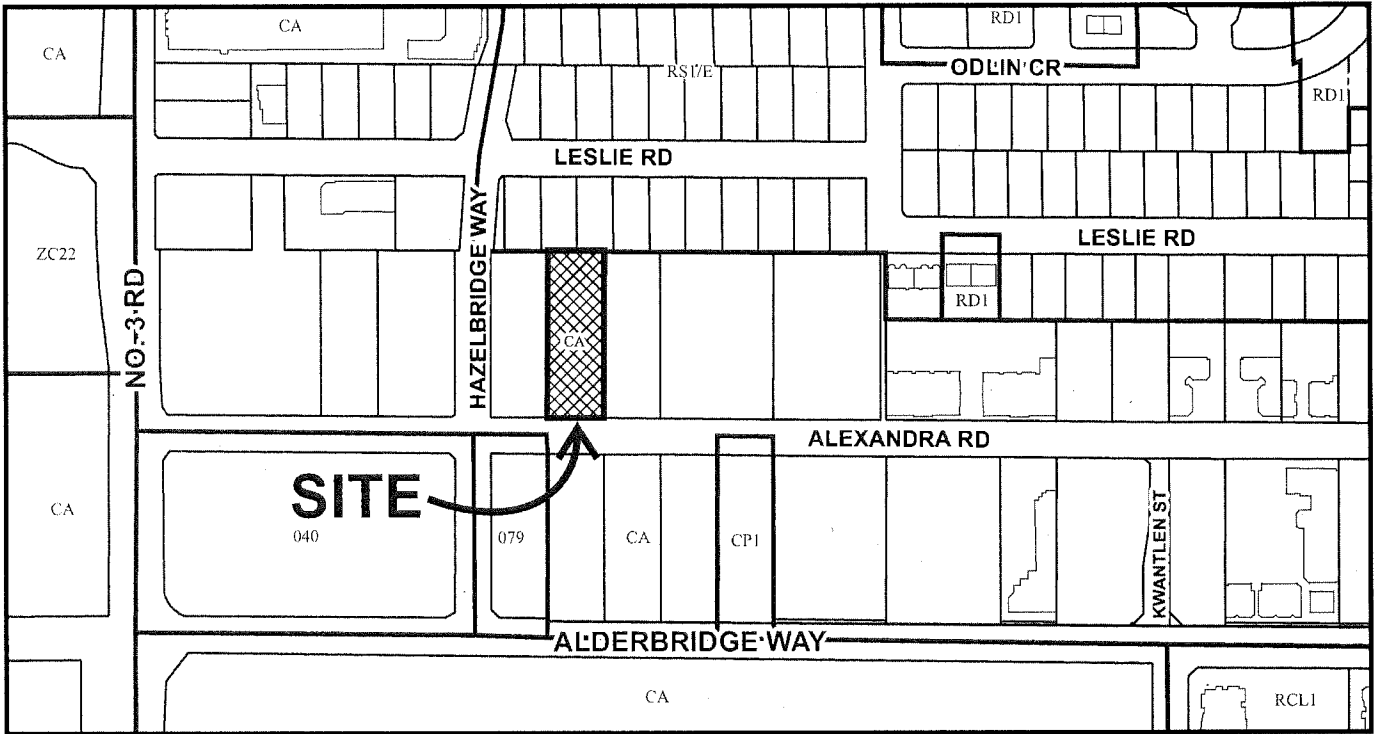 CA
CA
RD1
ODLIN CR
RS1/E
RD1
LESLIE RD
HAZELBRIDGE WAY
ZC22
NO. 3 RD
LESLIE RD
RD1
CA
ALEXANDRA RD
SITE
CA
040
079
CA
CP1
KWANTLEN ST
ALDERBRIDGE WAY
CA
RCL1